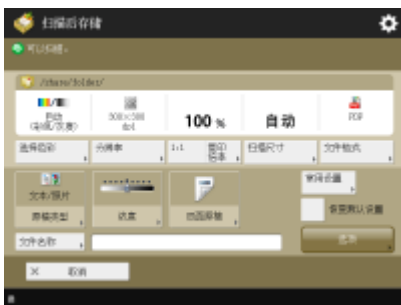 扫描后存储
可以扫描。
/share/folder/
自动
(彩色/灰度)
300×300
dpi
100 %
自动
PDF
选择色彩
分辨率
1:1
复印
倍率
扫描尺寸
文件格式
文本/照片
原稿类型
浓度
双面原稿
常用设置
恢复默认设置
选项
文件名称
取消